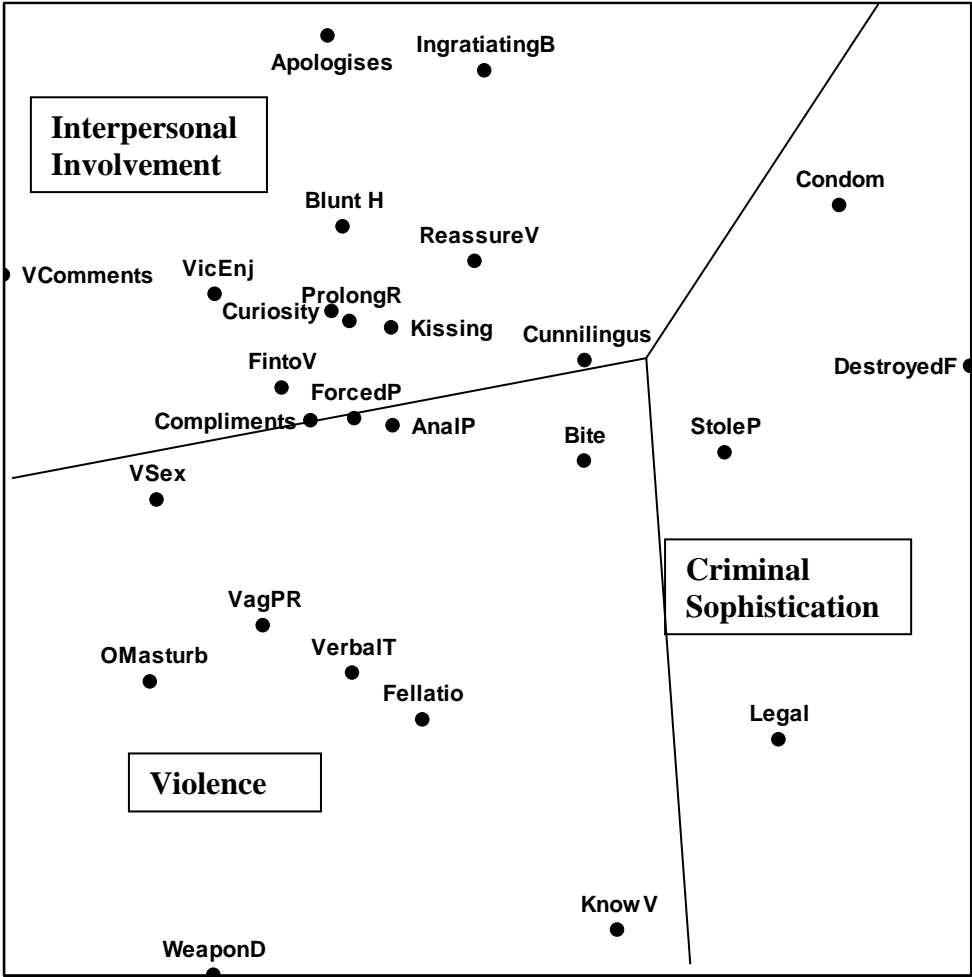 IngratiatingB
Apologises
Interpersonal
Involvement
Condom
Blunt H
ReassureV
VicEnj
VComments
ProlongR
Curiosity
Kissing
Cunnilingus
FintoV
DestroyedF
ForcedP
Compliments
AnalP
Bite
StoleP
VSex
Criminal
Sophistication
VagPR
VerbalT
OMasturb
Fellatio
Legal
Violence
Know V
WeaponD